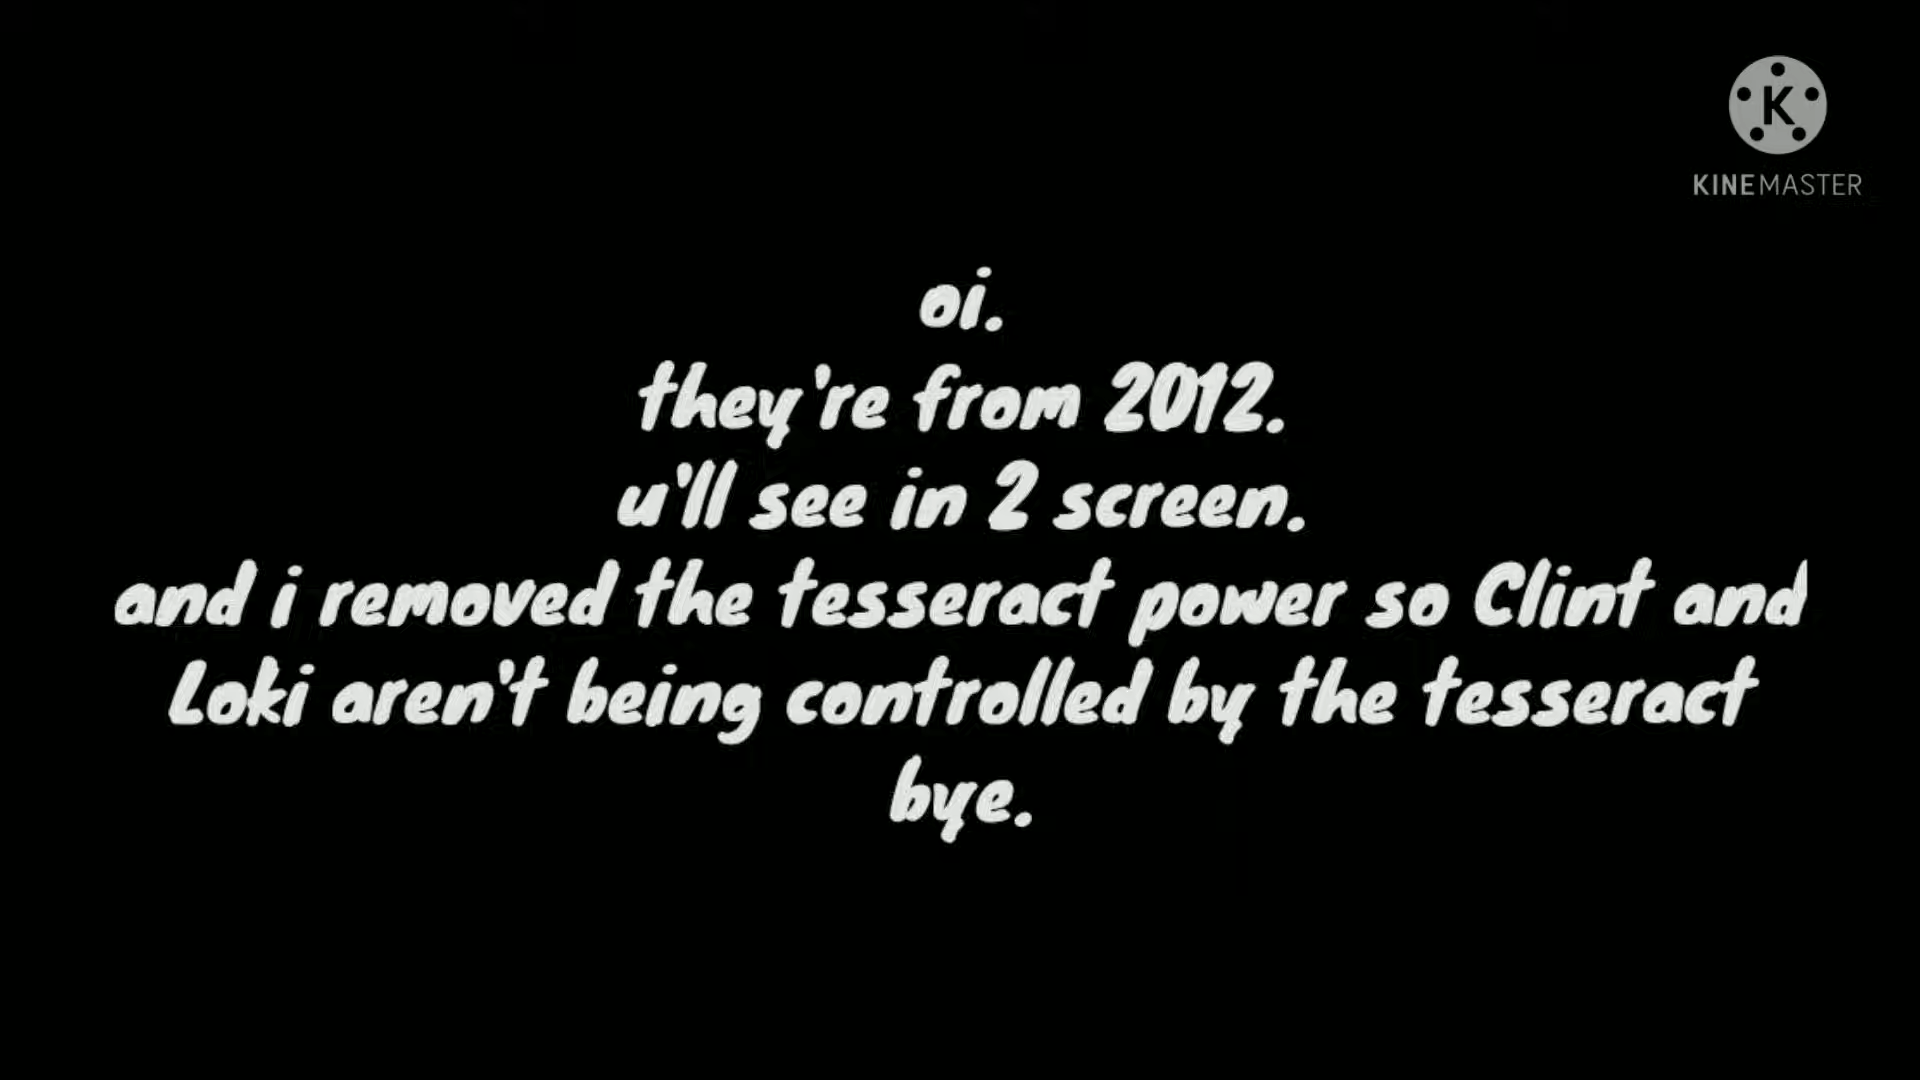 K
KINEMASTER
oi.
they're from 2012.
u'll see in 2 screen.
and i removed the tesseract power so Clint and
Loki aren't being controlled by the tesseract
bye.